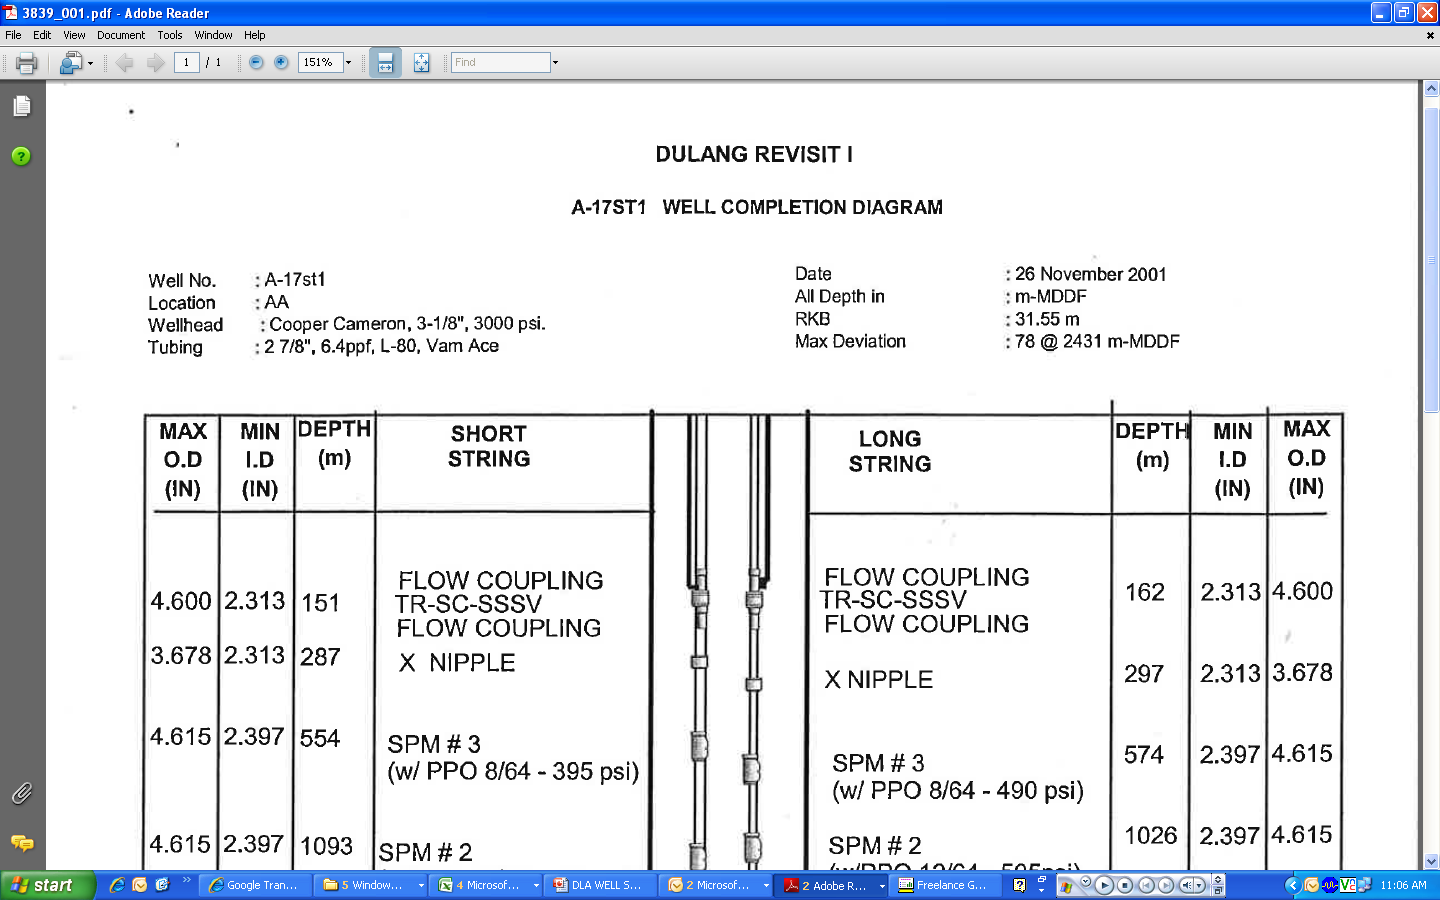 3839_001.pdf - Adobe Reader
File Edit View Document Tools Window Help
1 / 1 151% Find
DULANG REVISIT I
A-17ST1 WELL COMPLETION DIAGRAM
Well No. : A-17st1
Location : AA
Wellhead : Cooper Cameron, 3-1/8", 3000 psi.
Tubing : 2 7/8", 6.4ppf, L-80, Vam Ace
Date : 26 November 2001
All Depth in : m-MDDF
RKB : 31.55 m
Max Deviation : 78 @ 2431 m-MDDF
MAX O.D (IN) MIN I.D (IN) DEPTH (m) SHORT STRING
LONG STRING DEPTH (m) MIN I.D (IN) MAX O.D (IN)
FLOW COUPLING
4.600 2.313 151 TR-SC-SSSV
FLOW COUPLING
3.678 2.313 287 X NIPPLE
4.615 2.397 554 SPM # 3
(w/ PPO 8/64 - 395 psi)
4.615 2.397 1093 SPM # 2
FLOW COUPLING
TR-SC-SSSV 162 2.313 4.600
FLOW COUPLING
X NIPPLE 297 2.313 3.678
SPM # 3 574 2.397 4.615
(w/ PPO 8/64 - 490 psi)
SPM # 2 1026 2.397 4.615
start Google Tran... 5 Window... 4 Microsof... DLA WELL S... 2 Microsof... 2 Adobe R... Freelance G... 11:06 AM